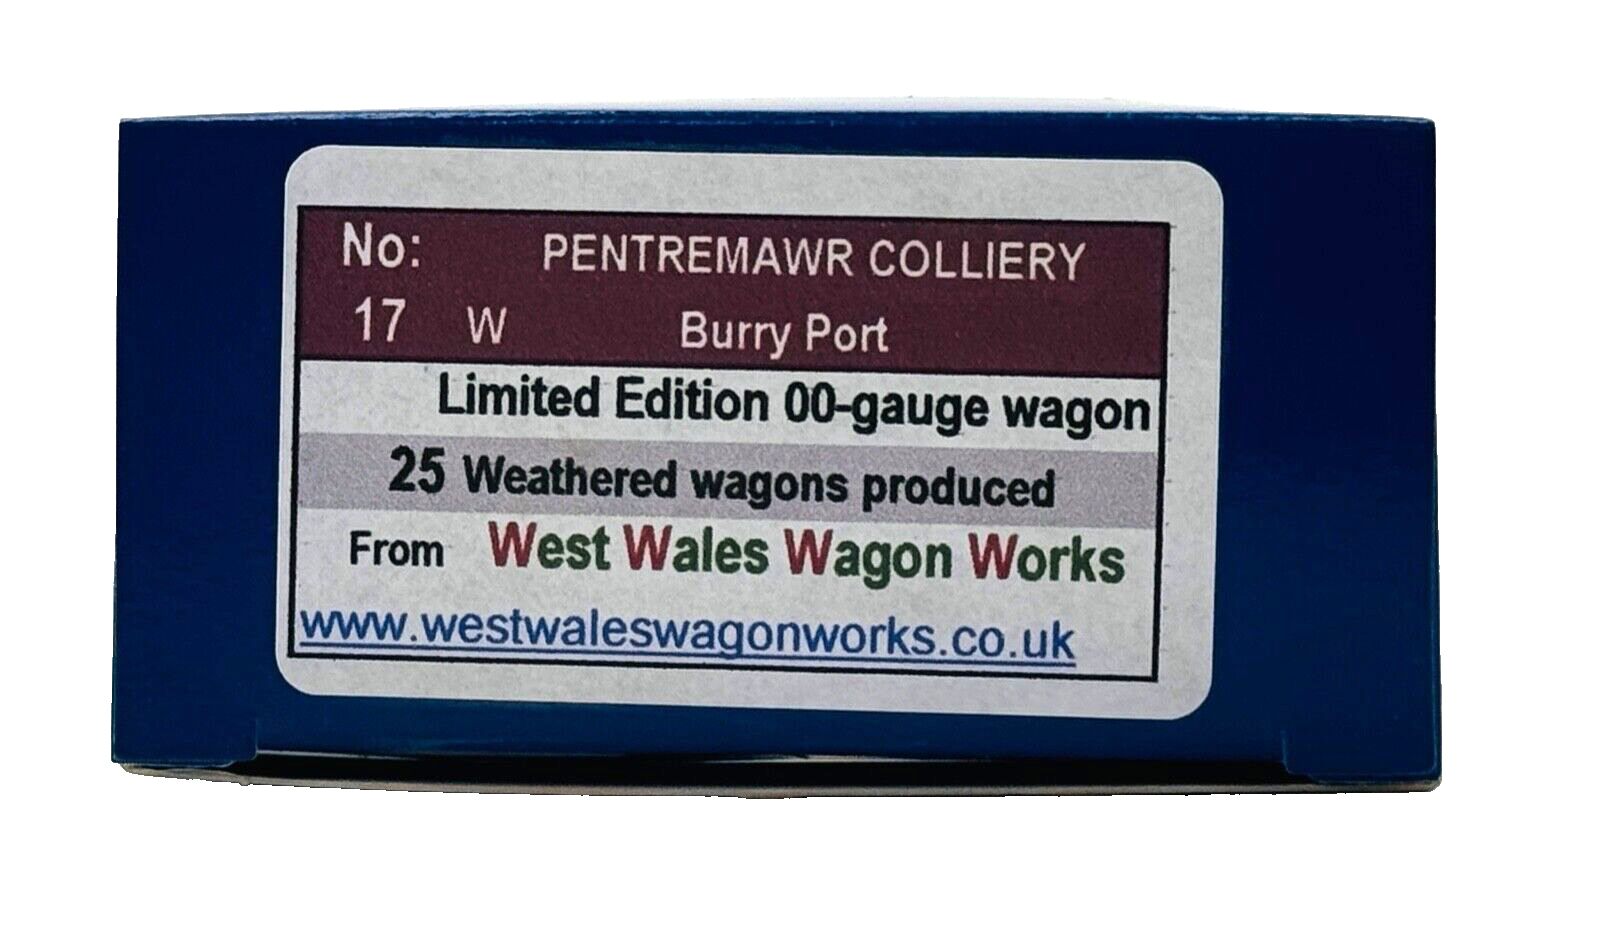 No: PENTREMAWR COLLIERY
17 W Burry Port
Limited Edition 00-gauge wagon
25 Weathered wagons produced
From West Wales Wagon Works
www.westwaleswagonworks.co.uk